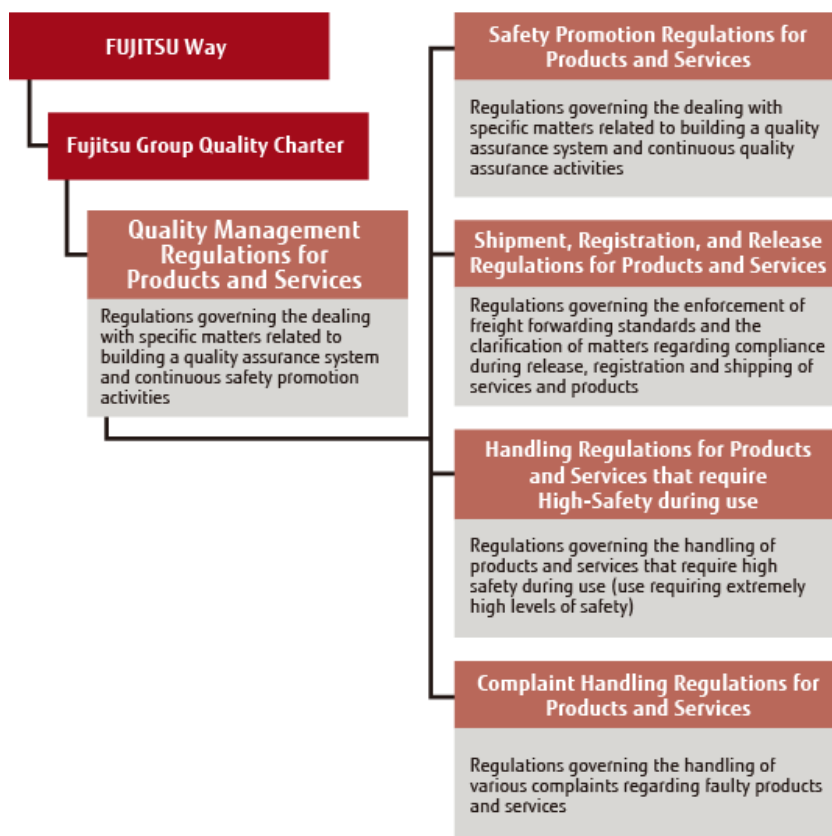 FUJITSU Way
Fujitsu Group Quality Charter
Quality Management
Regulations for
Products and Services
Regulations governing the dealing
with specific matters related to
building a quality assurance system
and continuous safety promotion
activities
Safety Promotion Regulations for
Products and Services
Regulations governing the dealing with
specific matters related to building a quality
assurance system and continuous quality
assurance activities
Shipment, Registration, and Release
Regulations for Products and Services
Regulations governing the enforcement of
freight forwarding standards and the
clarification of matters regarding compliance
during release, registration and shipping of
services and products
Handling Regulations for Products
and Services that require
High-Safety during use
Regulations governing the handling of
products and services that require high
safety during use (use requiring extremely
high levels of safety)
Complaint Handling Regulations for
Products and Services
Regulations governing the handling of
various complaints regarding faulty products
and services